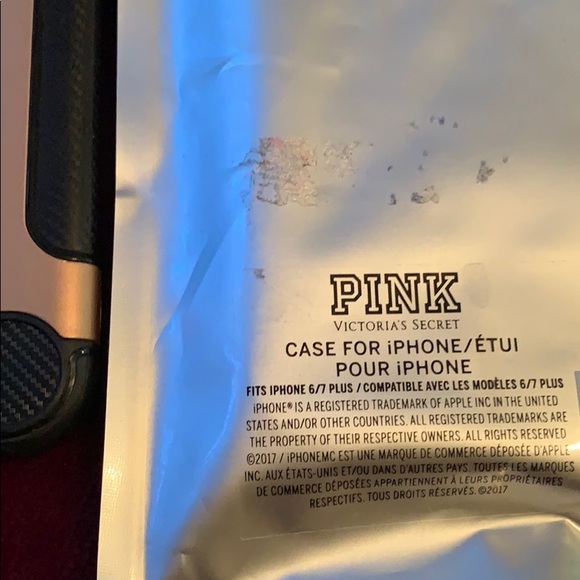 PINK
VICTORIA'S SECRET
CASE FOR iPHONE/ÉTUI
POUR iPHONE
FITS IPHONE 6/7 PLUS / COMPATIBLE AVEC LES MODÈLES 6/7 PLUS
iPHONE® IS A REGISTERED TRADEMARK OF APPLE INC IN THE UNITED
STATES AND/OR OTHER COUNTRIES. ALL REGISTERED TRADEMARKS ARE
THE PROPERTY OF THEIR RESPECTIVE OWNERS. ALL RIGHTS RESERVED
©2017 / iPHONEMC EST UNE MARQUE DE COMMERCE DÉPOSÉE D'APPLE
INC. AUX ÉTATS-UNIS ET/OU DANS D'AUTRES PAYS. TOUTES LES MARQUES
DE COMMERCE DÉPOSÉES APPARTIENNENT À LEURS PROPRIÉTAIRES
RESPECTIFS. TOUS DROITS RÉSERVÉS. ©2017